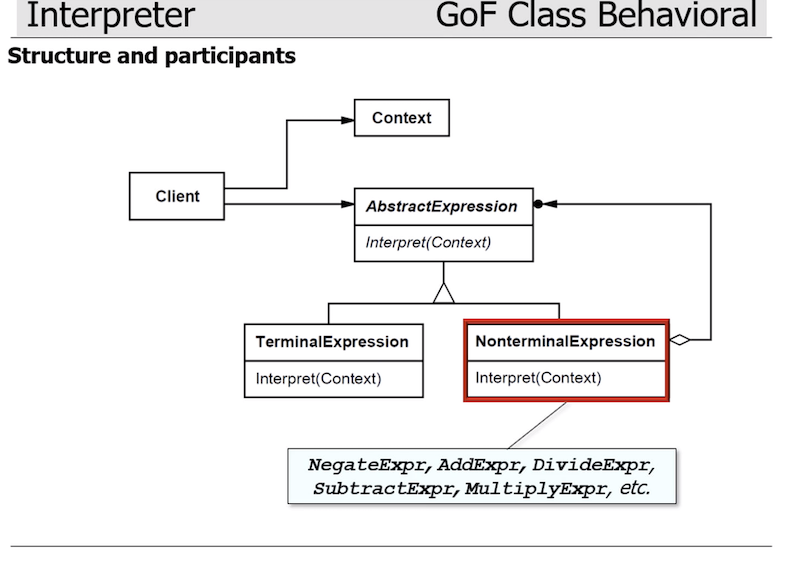 Interpreter GoF Class Behavioral
Structure and participants
Context
Client
AbstractExpression
Interpret(Context)
TerminalExpression
NonterminalExpression
Interpret(Context)
Interpret(Context)
NegateExpr, AddExpr, DivideExpr,
SubtractExpr, MultiplyExpr, etc.